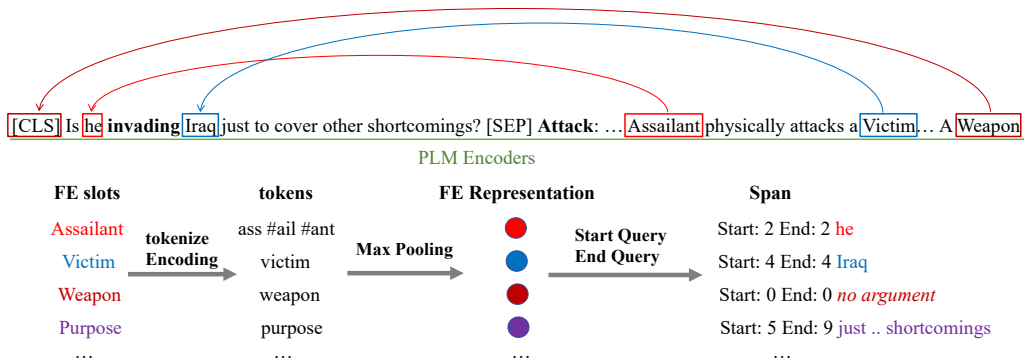 [CLS] Is he invading Iraq just to cover other shortcomings? [SEP] Attack: … Assailant physically attacks a Victim… A Weapon
PLM Encoders
FE slots tokens FE Representation Span
Assailant ass #ail #ant Start: 2 End: 2 he
tokenize Encoding Max Pooling Start Query End Query
Victim victim Start: 4 End: 4 Iraq
Weapon weapon Start: 0 End: 0 no argument
Purpose purpose Start: 5 End: 9 just .. shortcomings
… … … …